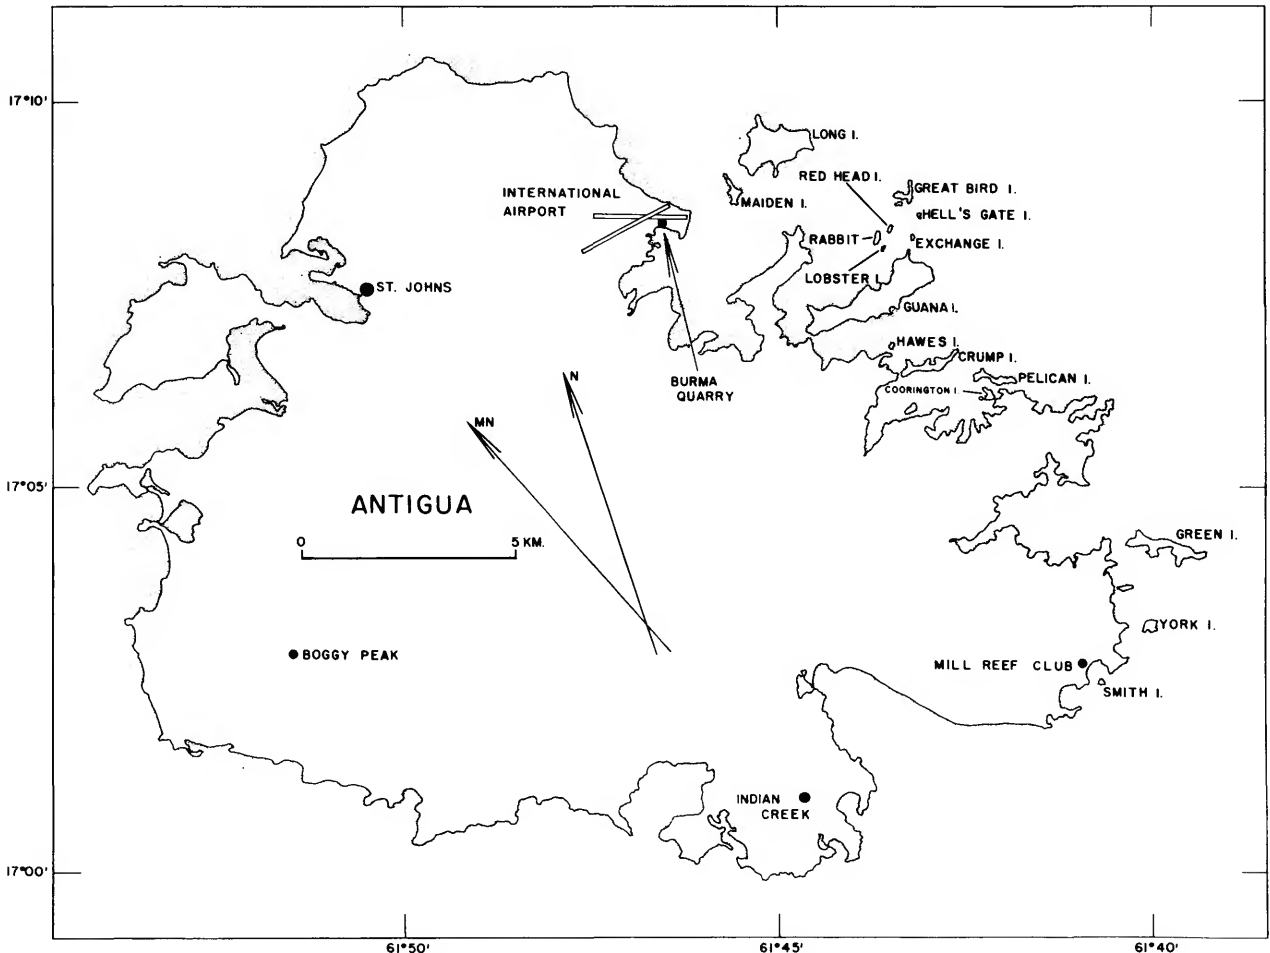 17°10'
LONG I.
RED HEAD I.
INTERNATIONAL
AIRPORT
GREAT BIRD I.
MAIDEN I.
HELL'S GATE I.
RABBIT
EXCHANGE I.
LOBSTER I.
ST. JOHNS
GUANA I.
HAWES I.
CRUMP I.
PELICAN I.
BURMA
QUARRY
COORINGTON I.
N
MN
17°05'
ANTIGUA
0 5 KM.
GREEN I.
YORK I.
BOGGY PEAK
MILL REEF CLUB
SMITH I.
INDIAN
CREEK
17°00'
61°50' 61°45' 61°40'